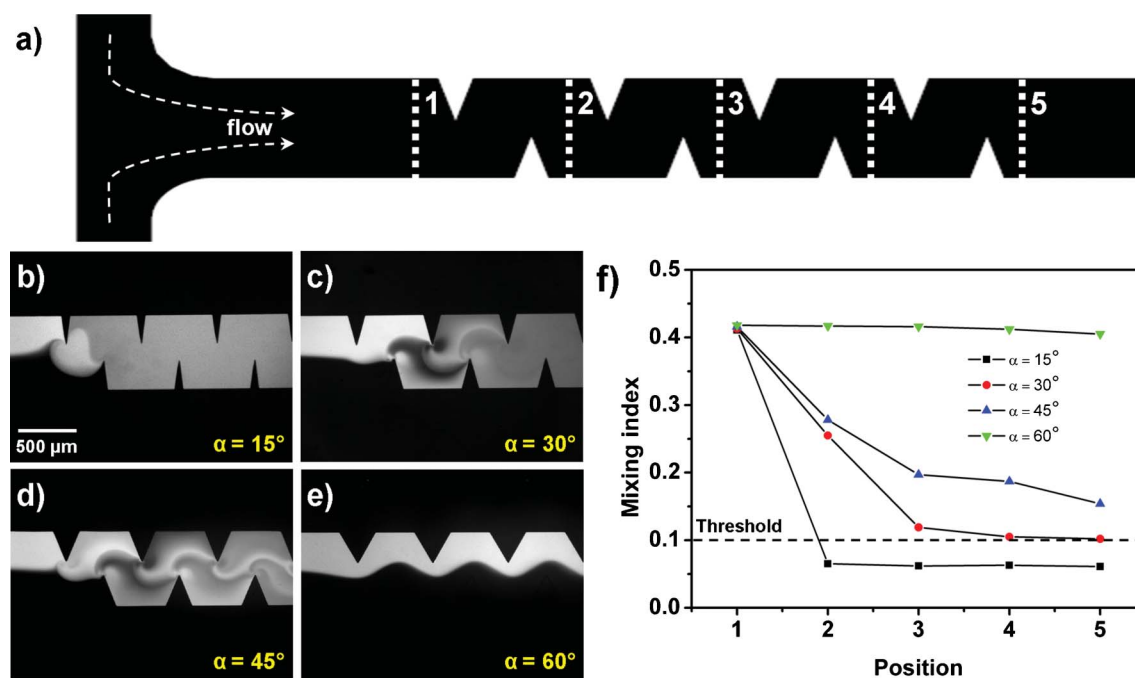 a)
flow
1 2 3 4 5
b)
500 µm
α = 15°
c)
α = 30°
d)
α = 45°
e)
α = 60°
f)
Mixing index
0.5
0.4
0.3
0.2
0.1
0.0
α = 15°
α = 30°
α = 45°
α = 60°
Threshold
1 2 3 4 5
Position